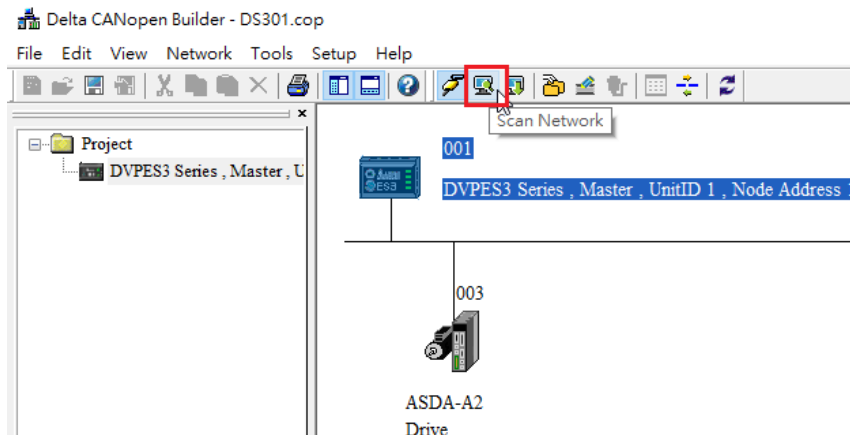 Delta CANopen Builder - DS301.cop
File Edit View Network Tools Setup Help
Scan Network
Project
DVPES3 Series , Master , U
001
ES3
DVPES3 Series , Master , UnitID 1 , Node Address
003
ASDA-A2
Drive